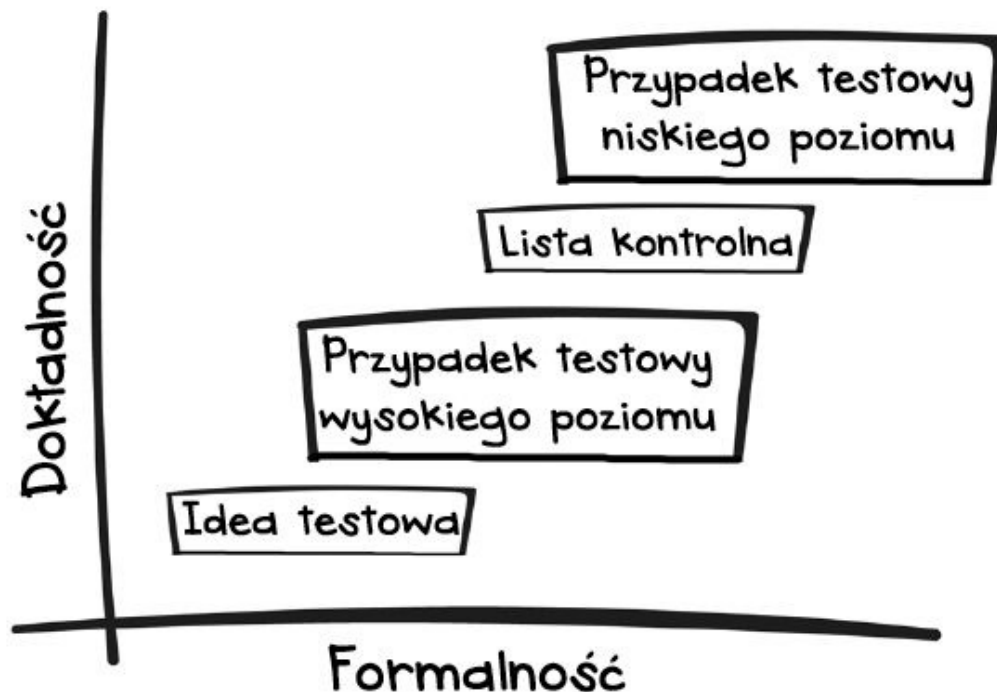 Przypadek testowy
niskiego poziomu
Lista kontrolna
Dokładność
Przypadek testowy
wysokiego poziomu
Idea testowa
Formalność